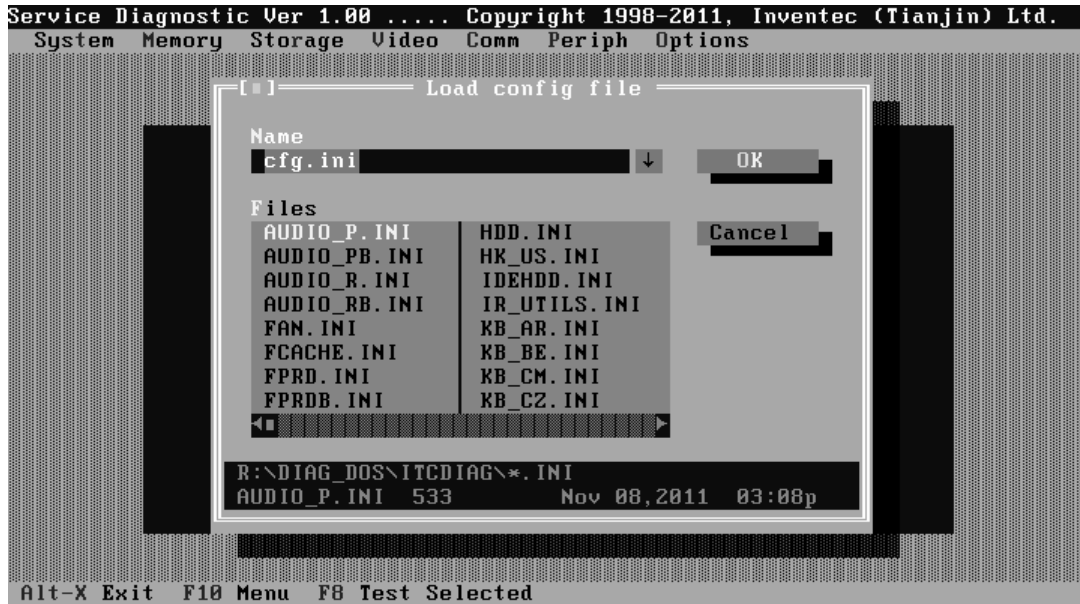 Service Diagnostic Ver 1.00 ..... Copyright 1998-2011, Inventec (Tianjin) Ltd.
System Memory Storage Video Comm Periph Options
Load config file
Name
cfg.ini
OK
Files
AUDIO_P.INI HDD.INI
Cancel
AUDIO_PB.INI HK_US.INI
AUDIO_R.INI IDEHDD.INI
AUDIO_RB.INI IR_UTILS.INI
FAN.INI KB_AR.INI
FCACHE.INI KB_BE.INI
FPRD.INI KB_CM.INI
FPRDB.INI KB_CZ.INI
R:\DIAG_DOS\ITCDIAG\*.INI
AUDIO_P.INI 533 Nov 08,2011 03:08p
Alt-X Exit F10 Menu F8 Test Selected